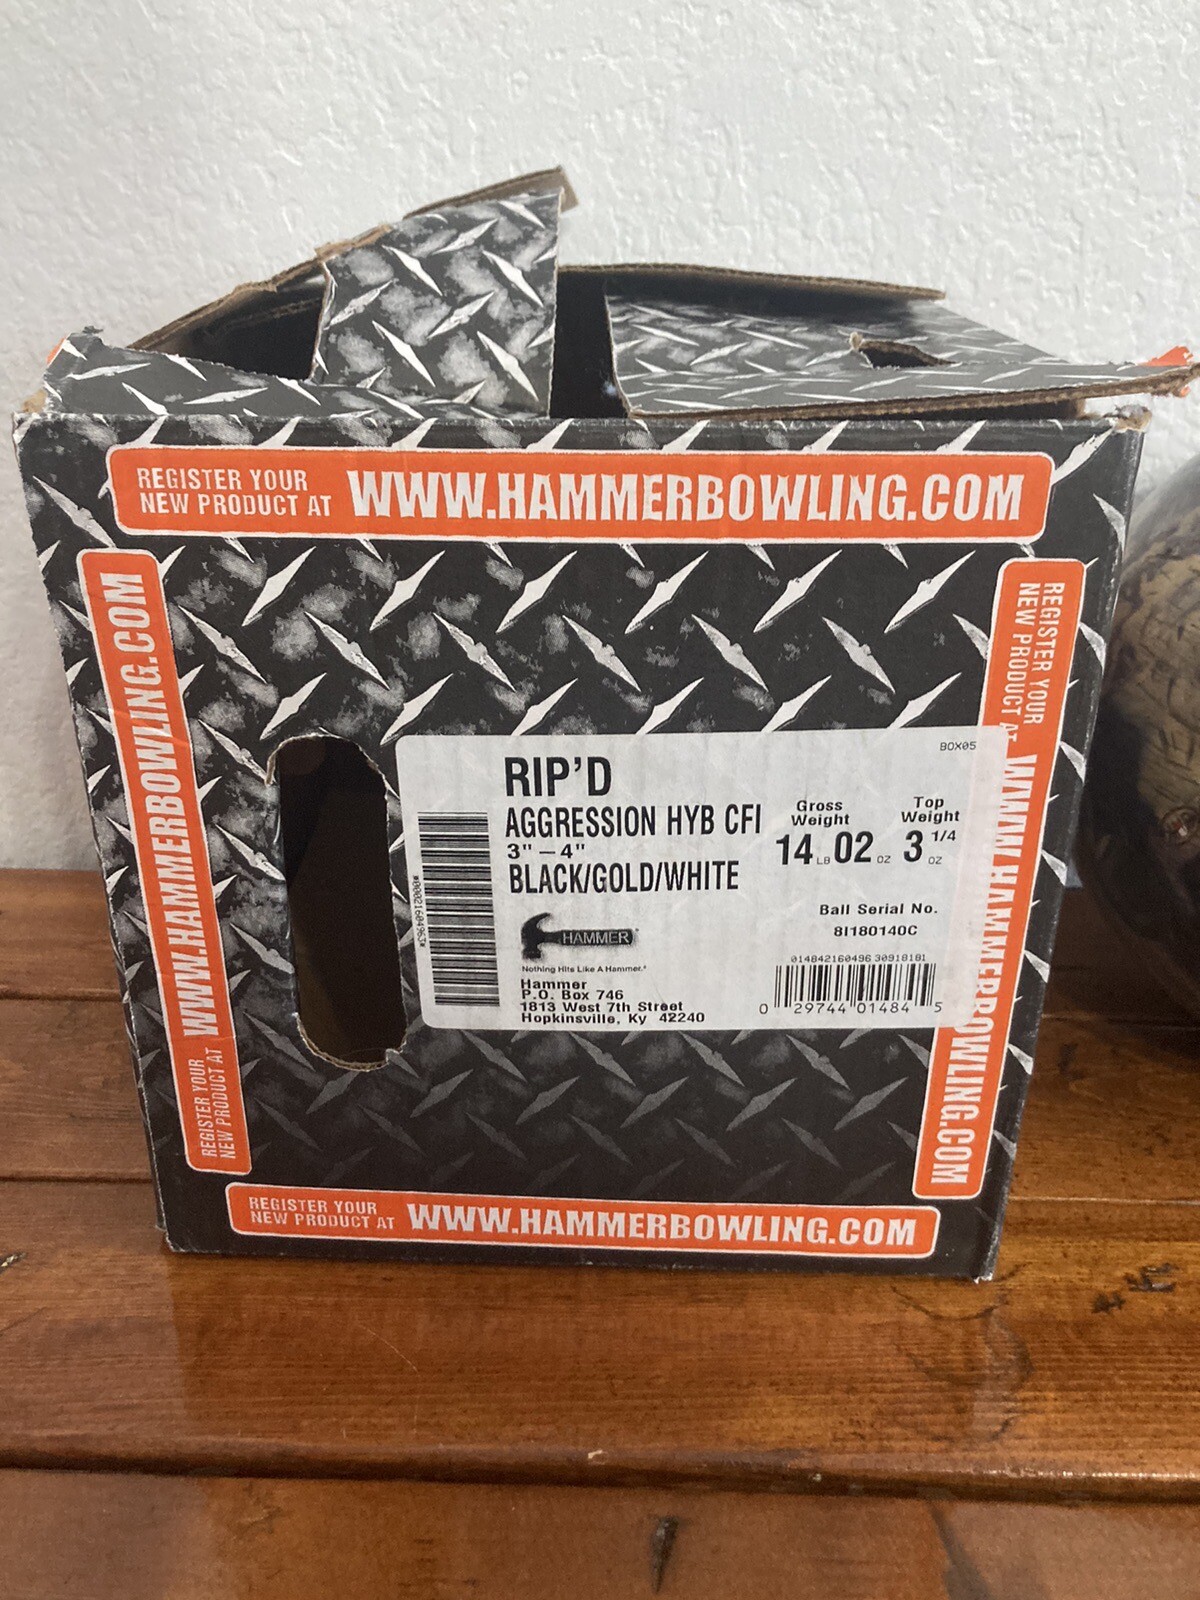 REGISTER YOUR
NEW PRODUCT AT
WWW.HAMMERBOWLING.COM
REGISTER YOUR
NEW PRODUCT AT
WWW.HAMMERBOWLING.COM
REGISTER YOUR
NEW PRODUCT AT
WWW.HAMMERBOWLING.COM
BOX05
RIP'D
AGGRESSION HYB CFI
3" – 4"
BLACK/GOLD/WHITE
Gross
Weight
14 LB 02 OZ
Top
Weight
3 1/4
OZ
Ball Serial No.
8I180140C
*0002160496S*
HAMMER
Nothing Hits Like A Hammer.®
Hammer
P.O. Box 746
1813 West 7th Street
Hopkinsville, Ky 42240
014842160496 30918181
0 29744 01484 5
REGISTER YOUR
NEW PRODUCT AT
WWW.HAMMERBOWLING.COM